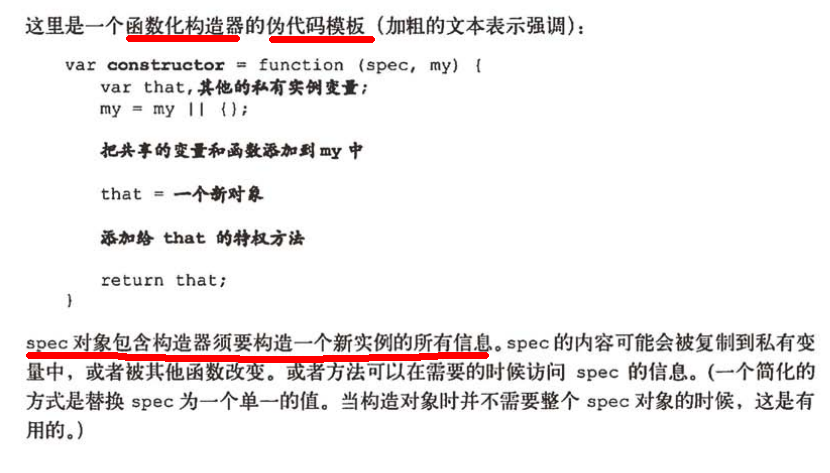 这里是一个函数化构造器的伪代码模板（加粗的文本表示强调）：
var constructor = function (spec, my) {
var that,其他的私有实例变量;
my = my || {};
把共享的变量和函数添加到my中
that = 一个新对象
添加给 that 的特权方法
return that;
}
spec 对象包含构造器须要构造一个新实例的所有信息。spec 的内容可能会被复制到私有变
量中，或者被其他函数改变。或者方法可以在需要的时候访问 spec 的信息。(一个简化的
方式是替换 spec 为一个单一的值。当构造对象时并不需要整个 spec 对象的时候，这是有
用的。)